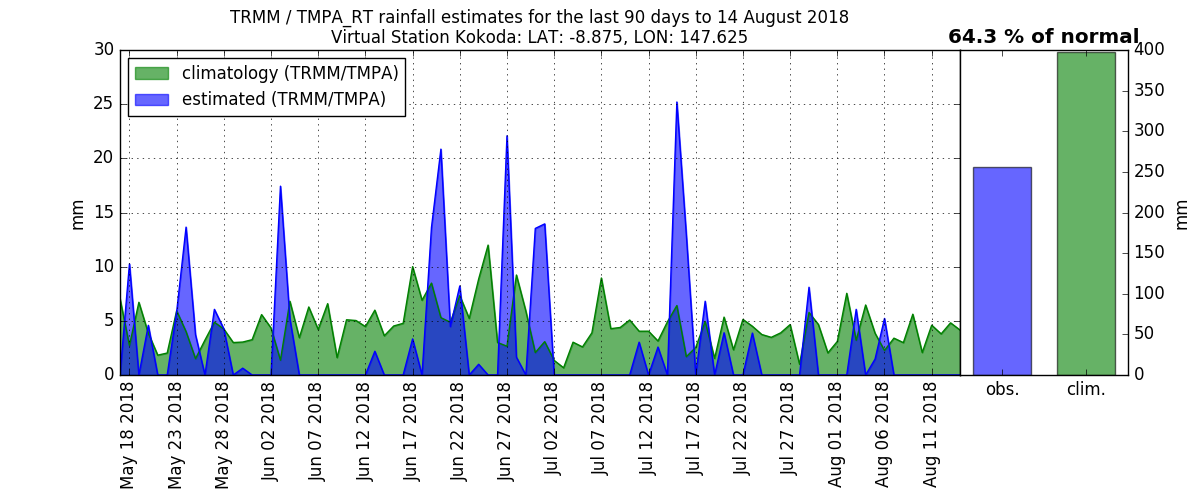 TRMM / TMPA_RT rainfall estimates for the last 90 days to 14 August 2018
Virtual Station Kokoda: LAT: -8.875, LON: 147.625
64.3 % of normal
climatology (TRMM/TMPA)
estimated (TRMM/TMPA)
30
25
20
15
10
5
0
mm
May 18 2018
May 23 2018
May 28 2018
Jun 02 2018
Jun 07 2018
Jun 12 2018
Jun 17 2018
Jun 22 2018
Jun 27 2018
Jul 02 2018
Jul 07 2018
Jul 12 2018
Jul 17 2018
Jul 22 2018
Jul 27 2018
Aug 01 2018
Aug 06 2018
Aug 11 2018
obs.
clim.
400
350
300
250
200
150
100
50
0
mm